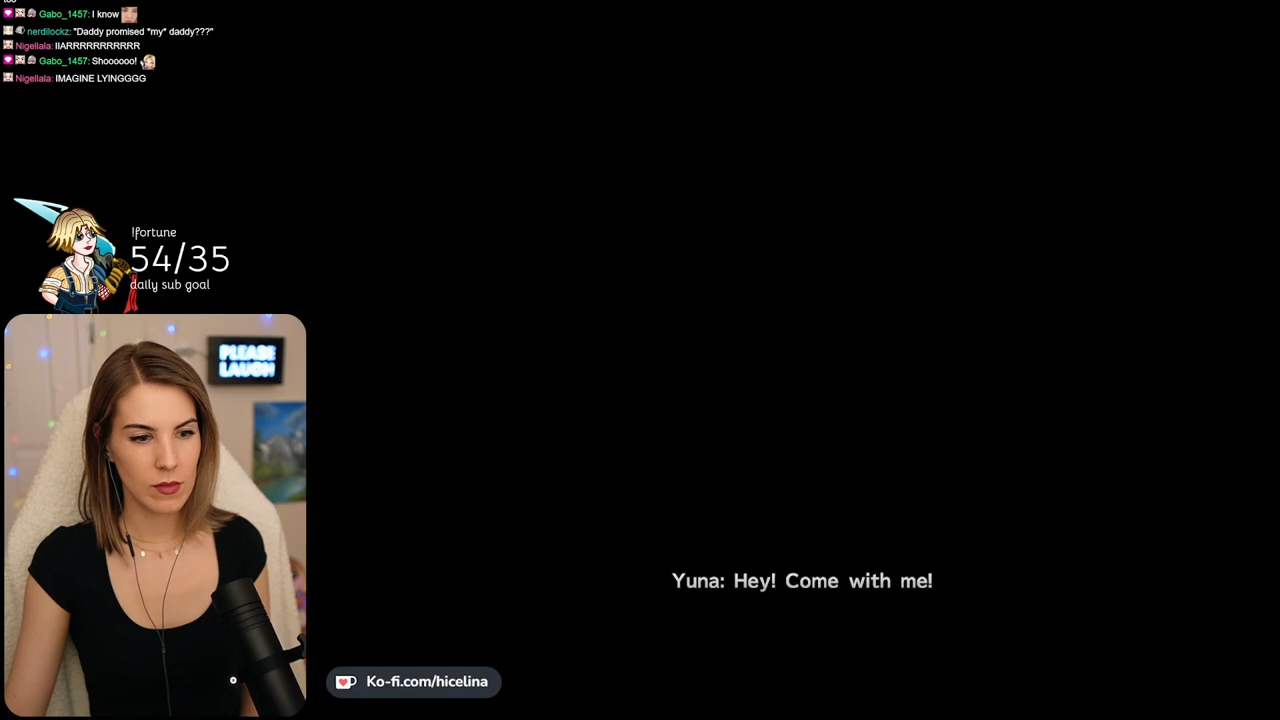 Gabo_1457: I know
nerdilockz: "Daddy promised *my* daddy???"
Nigellala: IIARRRRRRRRRRR
Gabo_1457: Shoooooo!
Nigellala: IMAGINE LYINGGGG
!fortune
54/35
daily sub goal
PLEASE
LAUGH
Yuna: Hey! Come with me!
Ko-fi.com/hicelina